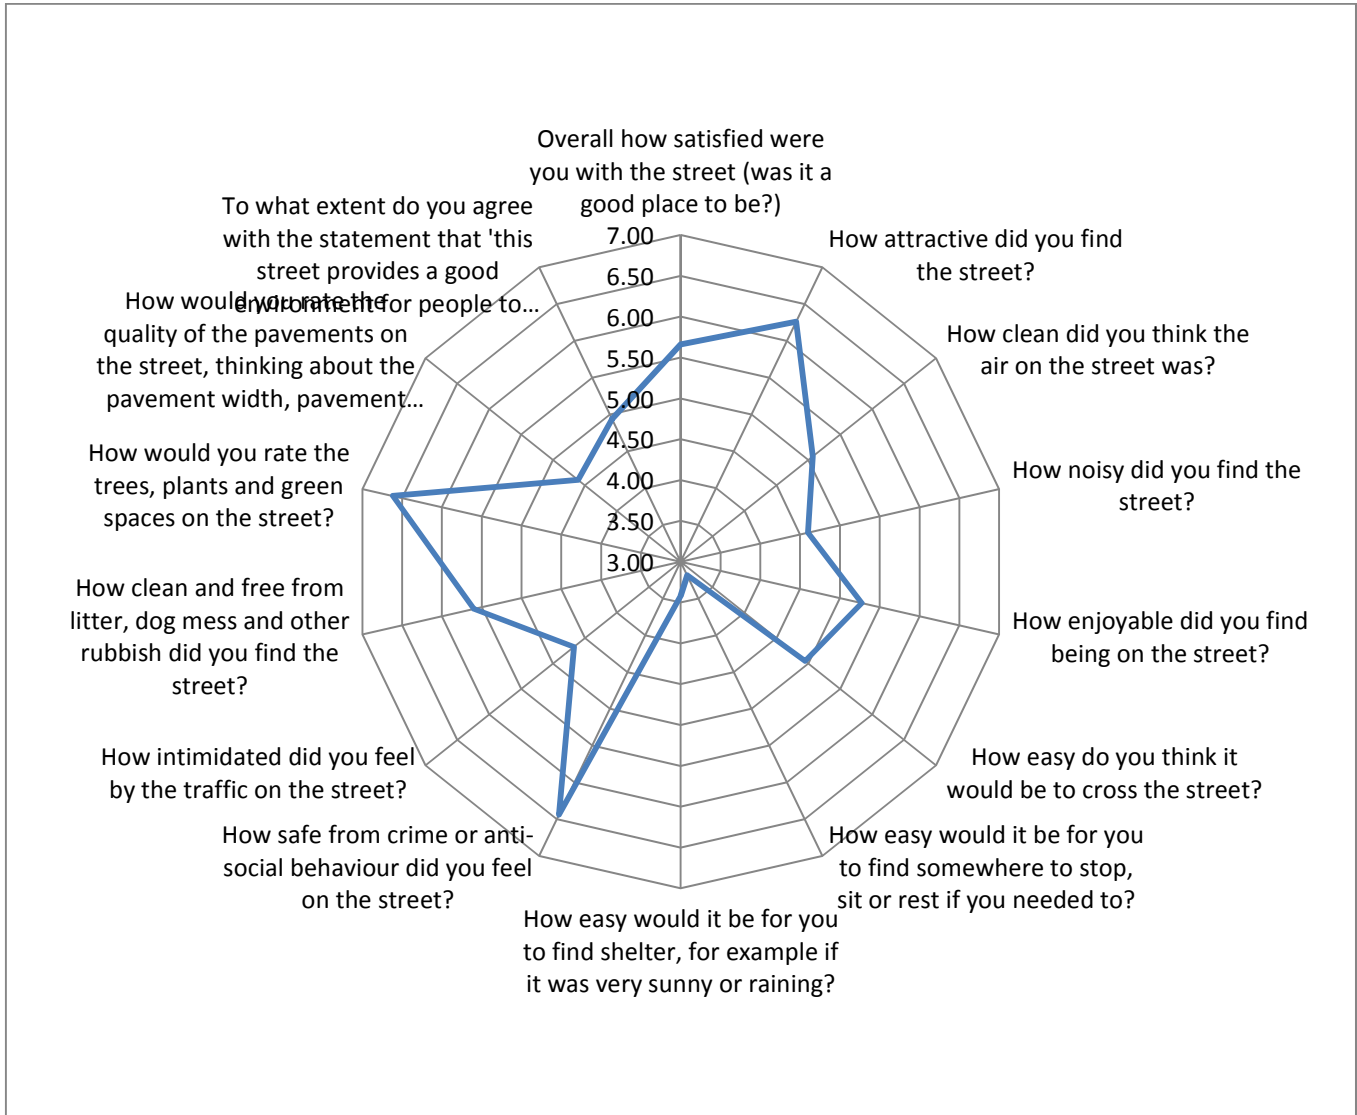 Overall how satisfied were
you with the street (was it a
good place to be?)
How attractive did you find
the street?
How clean did you think the
air on the street was?
How noisy did you find the
street?
How enjoyable did you find
being on the street?
How easy do you think it
would be to cross the street?
How easy would it be for you
to find somewhere to stop,
sit or rest if you needed to?
How easy would it be for you
to find shelter, for example if
it was very sunny or raining?
How safe from crime or anti-
social behaviour did you feel
on the street?
How intimidated did you feel
by the traffic on the street?
How clean and free from
litter, dog mess and other
rubbish did you find the
street?
How would you rate the
trees, plants and green
spaces on the street?
How would you rate the
quality of the pavements on
the street, thinking about the
pavement width, pavement...
To what extent do you agree
with the statement that 'this
street provides a good
environment for people to...
7.00
6.50
6.00
5.50
5.00
4.50
4.00
3.50
3.00